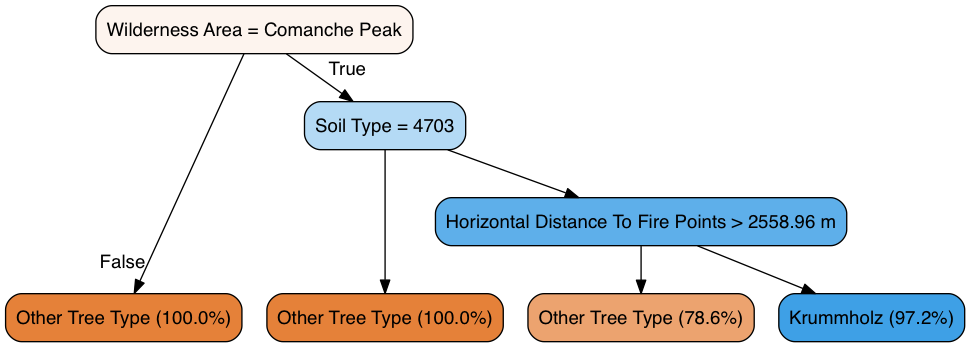 Wilderness Area = Comanche Peak
True
Soil Type = 4703
Horizontal Distance To Fire Points > 2558.96 m
False
Other Tree Type (100.0%)
Other Tree Type (100.0%)
Other Tree Type (78.6%)
Krummholz (97.2%)